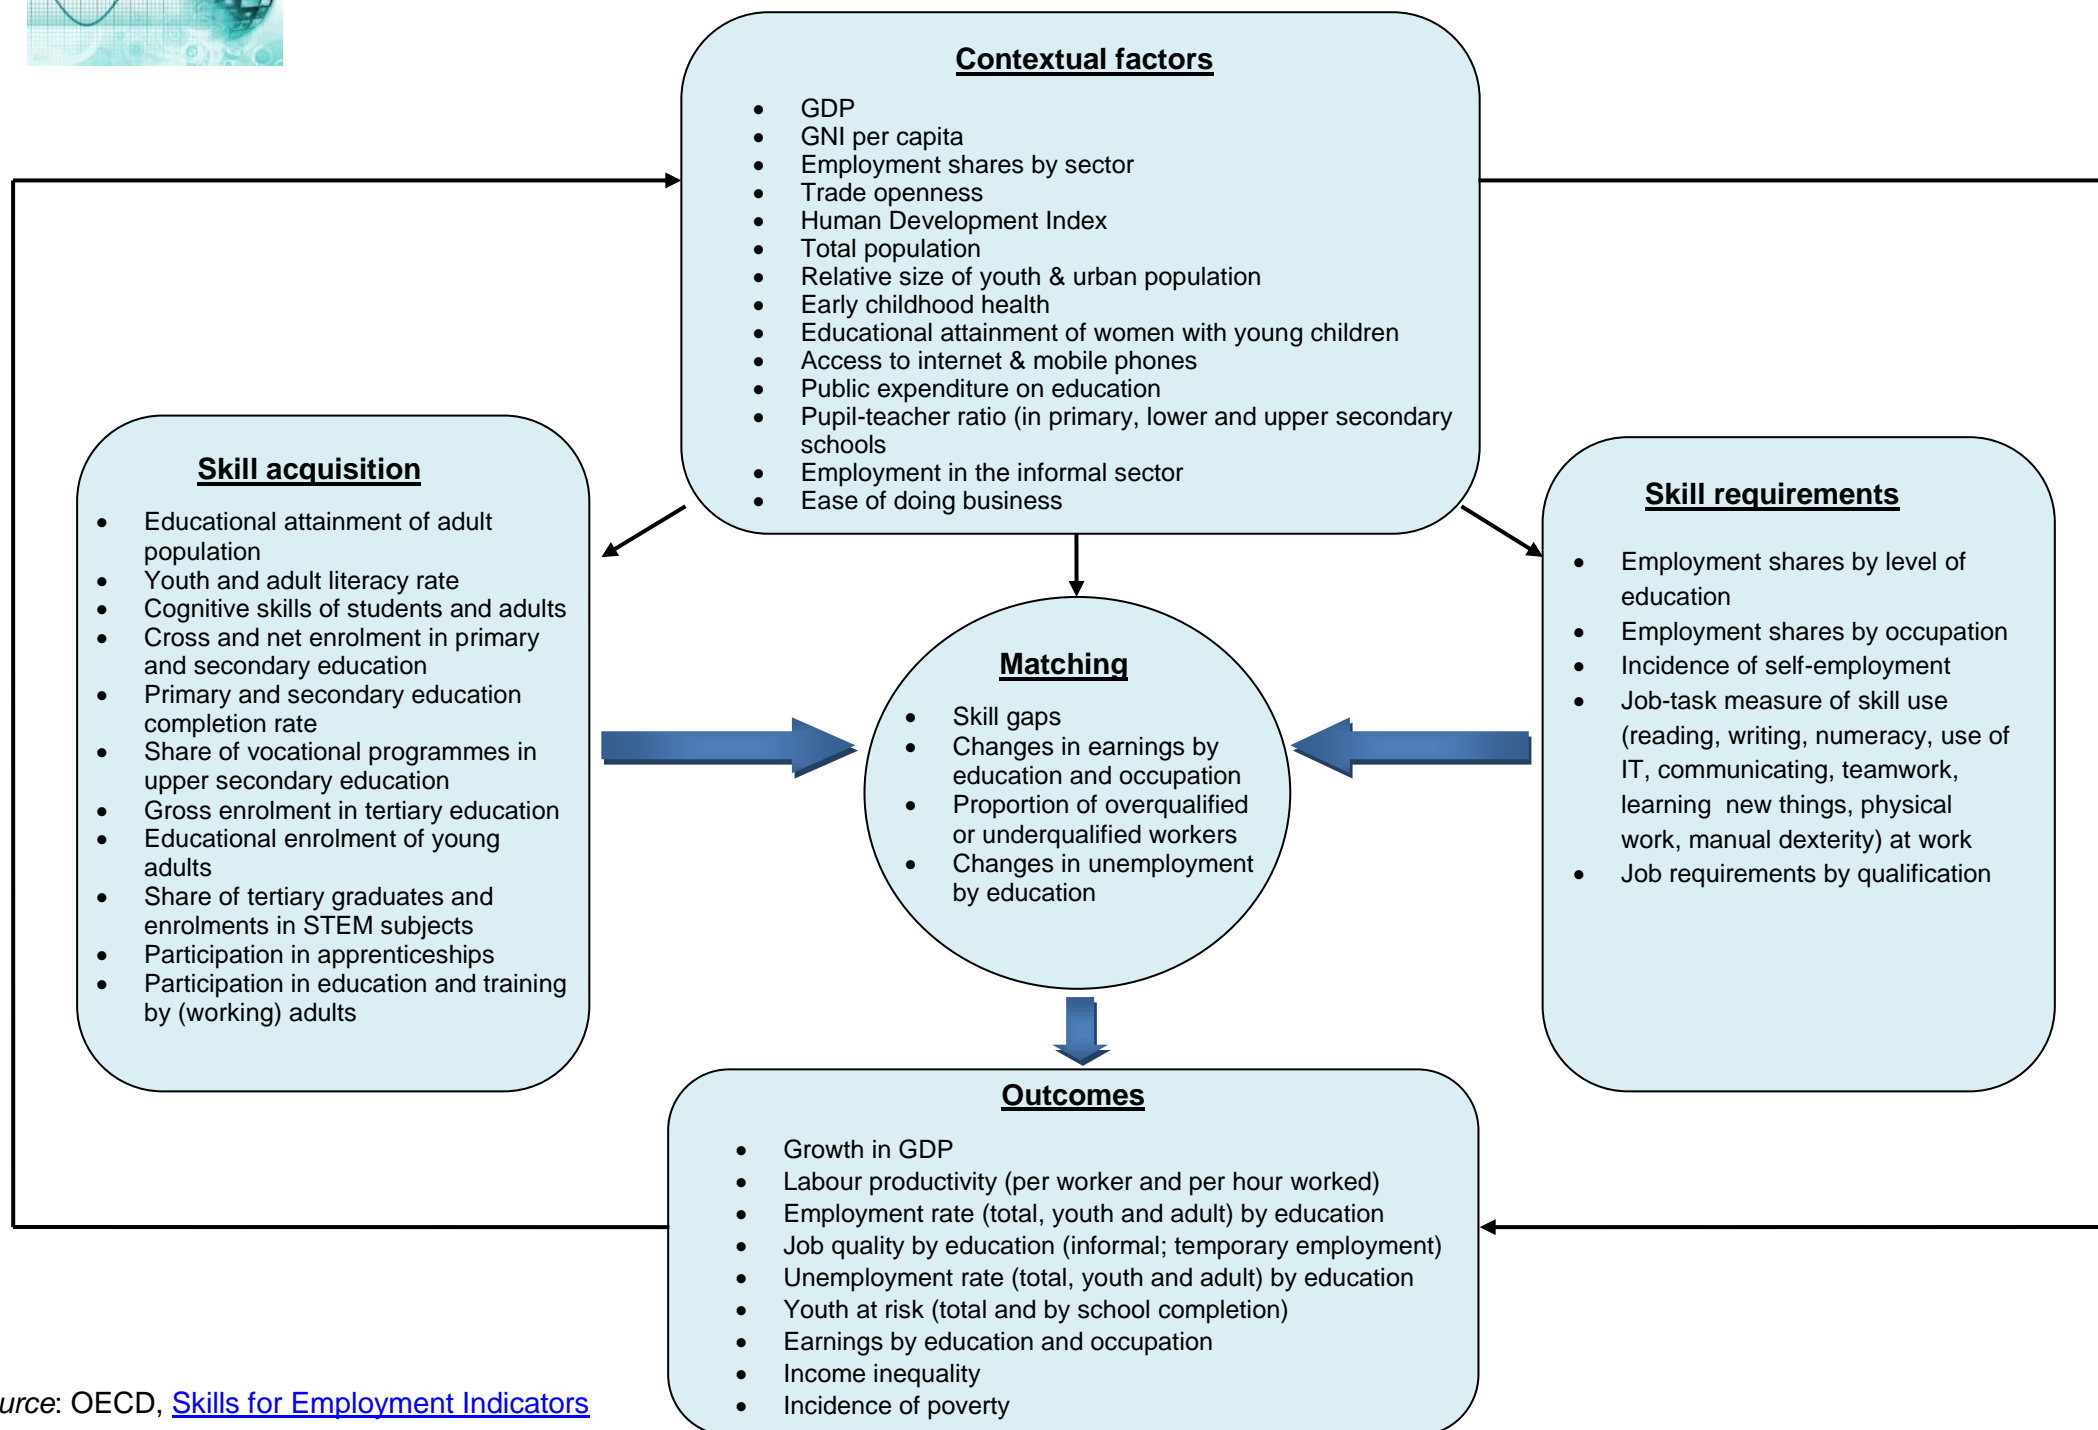 Contextual factors
• GDP
• GNI per capita
• Employment shares by sector
• Trade openness
• Human Development Index
• Total population
• Relative size of youth & urban population
• Early childhood health
• Educational attainment of women with young children
• Access to internet & mobile phones
• Public expenditure on education
• Pupil-teacher ratio (in primary, lower and upper secondary
schools
• Employment in the informal sector
• Ease of doing business
Skill acquisition
• Educational attainment of adult
population
• Youth and adult literacy rate
• Cognitive skills of students and adults
• Cross and net enrolment in primary
and secondary education
• Primary and secondary education
completion rate
• Share of vocational programmes in
upper secondary education
• Gross enrolment in tertiary education
• Educational enrolment of young
adults
• Share of tertiary graduates and
enrolments in STEM subjects
• Participation in apprenticeships
• Participation in education and training
by (working) adults
Matching
• Skill gaps
• Changes in earnings by
education and occupation
• Proportion of overqualified
or underqualified workers
• Changes in unemployment
by education
Skill requirements
• Employment shares by level of
education
• Employment shares by occupation
• Incidence of self-employment
• Job-task measure of skill use
(reading, writing, numeracy, use of
IT, communicating, teamwork,
learning new things, physical
work, manual dexterity) at work
• Job requirements by qualification
Outcomes
• Growth in GDP
• Labour productivity (per worker and per hour worked)
• Employment rate (total, youth and adult) by education
• Job quality by education (informal; temporary employment)
• Unemployment rate (total, youth and adult) by education
• Youth at risk (total and by school completion)
• Earnings by education and occupation
• Income inequality
• Incidence of poverty
urce: OECD, Skills for Employment Indicators